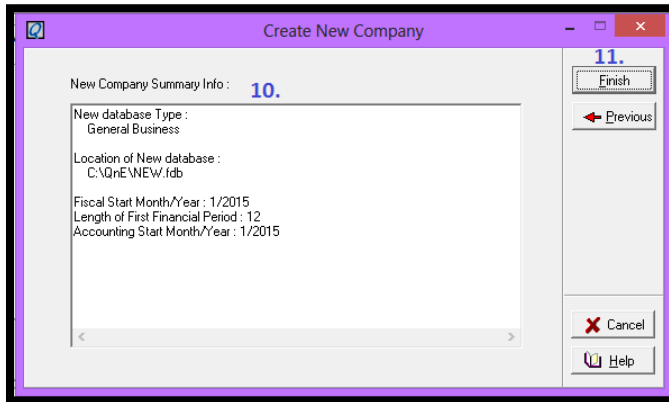 Create New Company
11.
New Company Summary Info :
10.
Finish
Previous
New database Type :
General Business
Location of New database :
C:\QnE\NEW.fdb
Fiscal Start Month/Year : 1/2015
Length of First Financial Period : 12
Accounting Start Month/Year : 1/2015
Cancel
Help